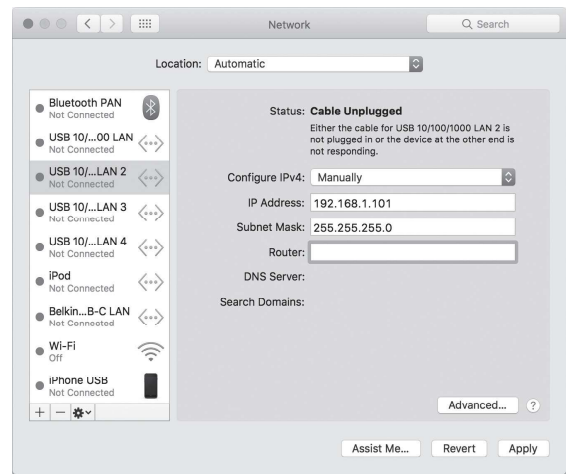 Network
Search
Location: Automatic
Bluetooth PAN
Not Connected
USB 10/...00 LAN
Not Connected
USB 10/...LAN 2
Not Connected
USB 10/...LAN 3
Not Connected
USB 10/...LAN 4
Not Connected
iPod
Not Connected
Belkin...B-C LAN
Not Connected
Wi-Fi
Off
iPhone USB
Not Connected
Status: Cable Unplugged
Either the cable for USB 10/100/1000 LAN 2 is
not plugged in or the device at the other end is
not responding.
Configure IPv4: Manually
IP Address: 192.168.1.101
Subnet Mask: 255.255.255.0
Router:
DNS Server:
Search Domains:
Advanced... ?
Assist Me... Revert Apply